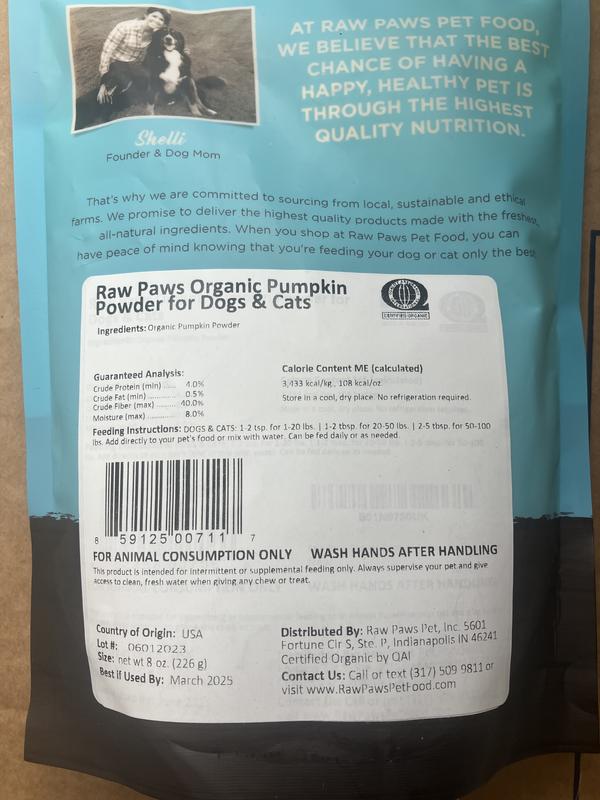 AT RAW PAWS PET FOOD,
WE BELIEVE THAT THE BEST
CHANCE OF HAVING A
HAPPY, HEALTHY PET IS
THROUGH THE HIGHEST
QUALITY NUTRITION.
Shelli
Founder & Dog Mom
That's why we are committed to sourcing from local, sustainable and ethical
farms. We promise to deliver the highest quality products made with the freshest,
all-natural ingredients. When you shop at Raw Paws Pet Food, you can
have peace of mind knowing that you're feeding your dog or cat only the best
Raw Paws Organic Pumpkin
Powder for Dogs & Cats
CERTIFIED ORGANIC
Ingredients: Organic Pumpkin Powder
Guaranteed Analysis:
Crude Protein (min) ...... 4.0%
Crude Fat (min) ............. 0.5%
Crude Fiber (max) ......... 40.0%
Moisture (max) ............. 8.0%
Calorie Content ME (calculated)
3,433 kcal/kg, 108 kcal/oz
Store in a cool, dry place. No refrigeration required.
Feeding Instructions: DOGS & CATS: 1-2 tsp. for 1-20 lbs. | 1-2 tbsp. for 20-50 lbs. | 2-5 tbsp. for 50-100
lbs. Add directly to your pet's food or mix with water. Can be fed daily or as needed.
8 59125 00711 7
FOR ANIMAL CONSUMPTION ONLY WASH HANDS AFTER HANDLING
This product is intended for intermittent or supplemental feeding only. Always supervise your pet and give
access to clean, fresh water when giving any chew or treat.
Country of Origin: USA
Lot #: 06012023
Size: net wt 8 oz. (226 g)
Best if Used By: March 2025
Distributed By: Raw Paws Pet, Inc. 5601
Fortune Cir S, Ste. P, Indianapolis IN 46241
Certified Organic by QAI
Contact Us: Call or text (317) 509 9811 or
visit www.RawPawsPetFood.com